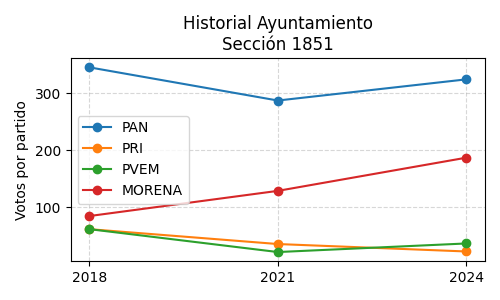 Historial Ayuntamiento
Sección 1851
Votos por partido
300
200
100
PAN
PRI
PVEM
MORENA
2018
2021
2024